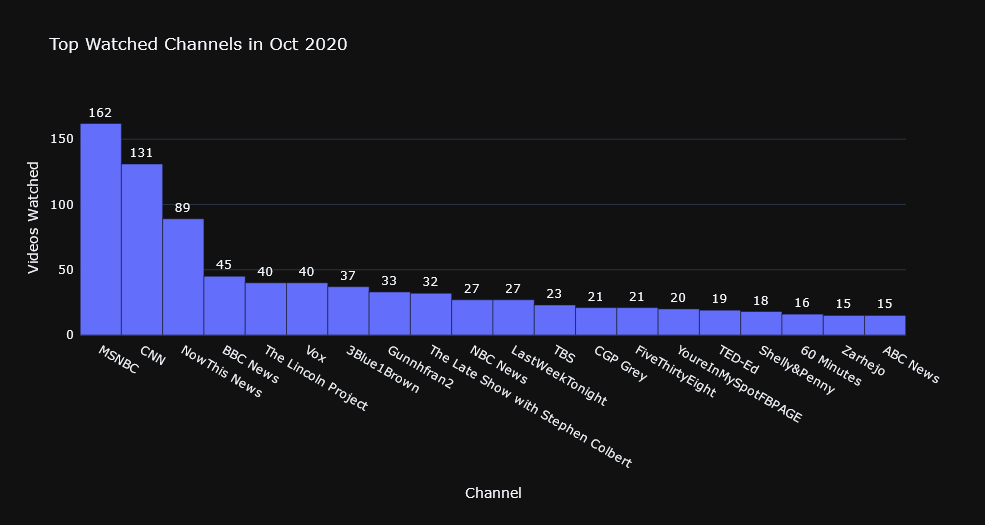 Top Watched Channels in Oct 2020
Videos Watched
150
100
50
0
162
131
89
45
40
40
37
33
32
27
27
23
21
21
20
19
18
16
15
15
MSNBC
CNN
NowThis News
BBC News
The Lincoln Project
Vox
3Blue1Brown
Gunnhfran2
The Late Show with Stephen Colbert
NBC News
LastWeekTonight
TBS
CGP Grey
FiveThirtyEight
YoureInMySpotFBPAGE
TED-Ed
Shelly&Penny
60 Minutes
Zarhejo
ABC News
Channel